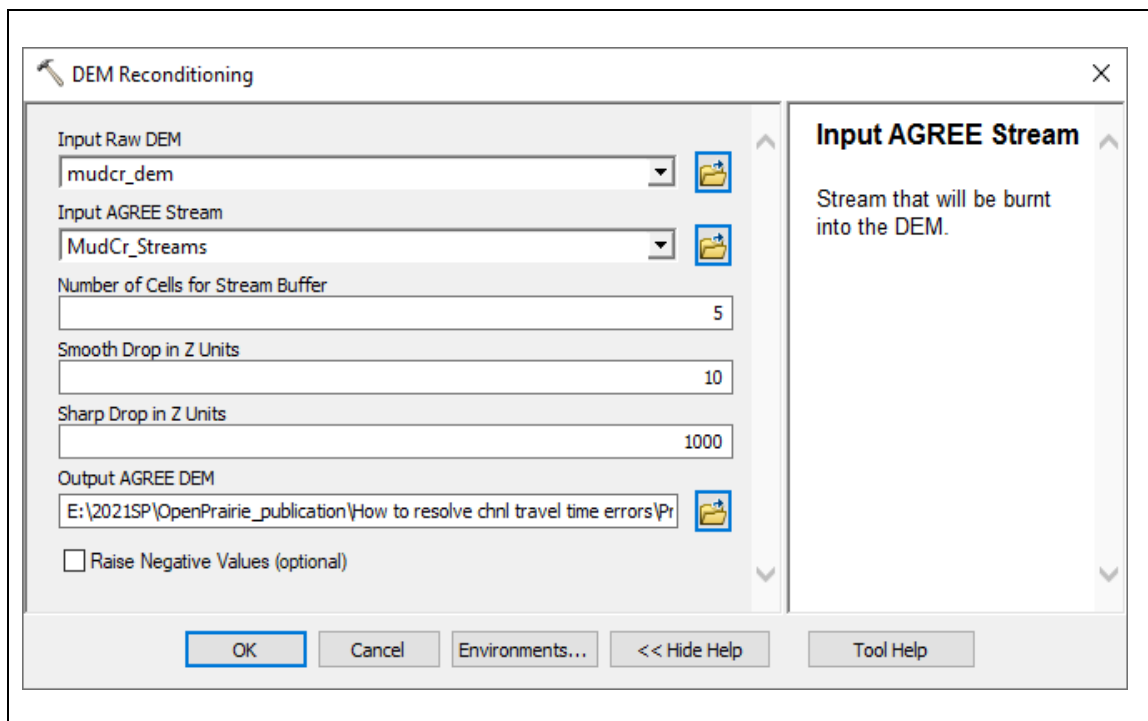 DEM Reconditioning
Input Raw DEM
mudcr_dem
Input AGREE Stream
MudCr_Streams
Number of Cells for Stream Buffer
5
Smooth Drop in Z Units
10
Sharp Drop in Z Units
1000
Output AGREE DEM
E:\2021SP\OpenPrairie_publication\How to resolve chnl travel time errors\Pr
Raise Negative Values (optional)
Input AGREE Stream
Stream that will be burnt
into the DEM.
OK Cancel Environments... << Hide Help Tool Help